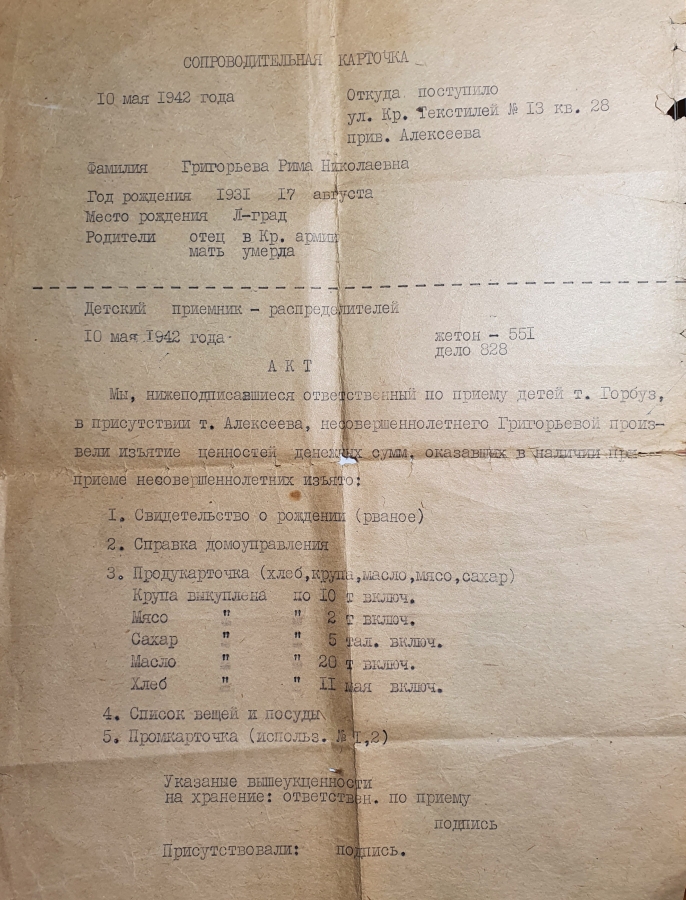 СОПРОВОДИТЕЛЬНАЯ КАРТОЧКА
10 мая 1942 года
Откуда поступило
ул. Кр. Текстилей № 13 кв. 28
прив. Алексеева
Фамилия Григорьева Рима Николаевна
Год рождения 1931 17 августа
Место рождения Л-град
Родители отец в Кр. армии
мать умерла
Детский приемник - распределителей
10 мая 1942 года
жетон - 551
дело 828
АКТ
Мы, нижеподписавшиеся ответственный по приему детей т. Горбуз,
в присутствии т. Алексеева, несовершеннолетнего Григорьевой произ-
вели изъятие ценностей денежных сумм, оказавших в наличии при-
приеме несовершеннолетних изъято:
1. Свидетельство о рождении (рваное)
2. Справка домоуправления
3. Продукарточка (хлеб,крупа,масло,мясо,сахар)
Крупа выкуплена по 10 т включ.
Мясо " " 2 т включ.
Сахар " " 5 тал. включ.
Масло " " 20 т включ.
Хлеб " " 11 мая включ.
4. Список вещей и посуды
5. Промкарточка (использ. № 1,2)
Указаные вышеукценности
на хранение: ответствен. по приему
подпись
Присутствовали: подпись.